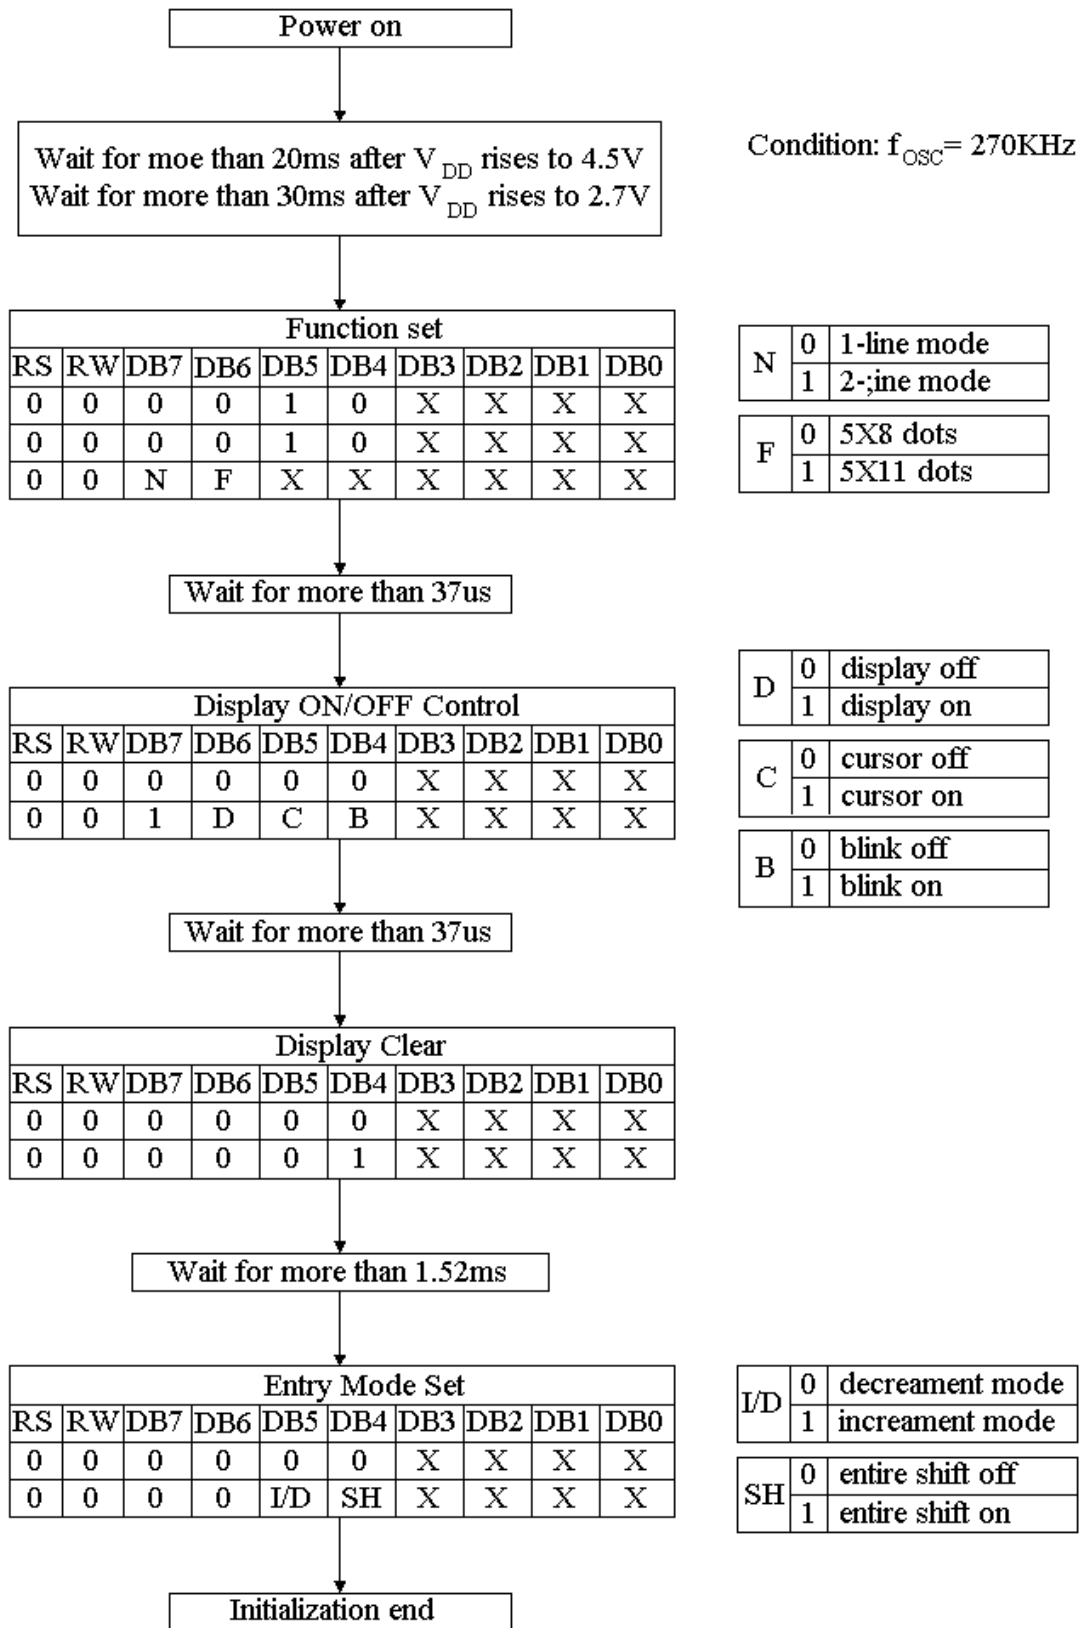 Power on
Wait for moe than 20ms after V DD rises to 4.5V
Wait for more than 30ms after V DD rises to 2.7V
Condition: f OSC = 270KHz
Function set
RS RW DB7 DB6 DB5 DB4 DB3 DB2 DB1 DB0
0 0 0 0 1 0 X X X X
0 0 0 0 1 0 X X X X
0 0 N F X X X X X X
N
0 1-line mode
1 2-;ine mode
F
0 5X8 dots
1 5X11 dots
Wait for more than 37us
Display ON/OFF Control
RS RW DB7 DB6 DB5 DB4 DB3 DB2 DB1 DB0
0 0 0 0 0 0 X X X X
0 0 1 D C B X X X X
D
0 display off
1 display on
C
0 cursor off
1 cursor on
B
0 blink off
1 blink on
Wait for more than 37us
Display Clear
RS RW DB7 DB6 DB5 DB4 DB3 DB2 DB1 DB0
0 0 0 0 0 0 X X X X
0 0 0 0 0 1 X X X X
Wait for more than 1.52ms
Entry Mode Set
RS RW DB7 DB6 DB5 DB4 DB3 DB2 DB1 DB0
0 0 0 0 0 0 X X X X
0 0 0 0 I/D SH X X X X
I/D
0 decreament mode
1 increament mode
SH
0 entire shift off
1 entire shift on
Initialization end